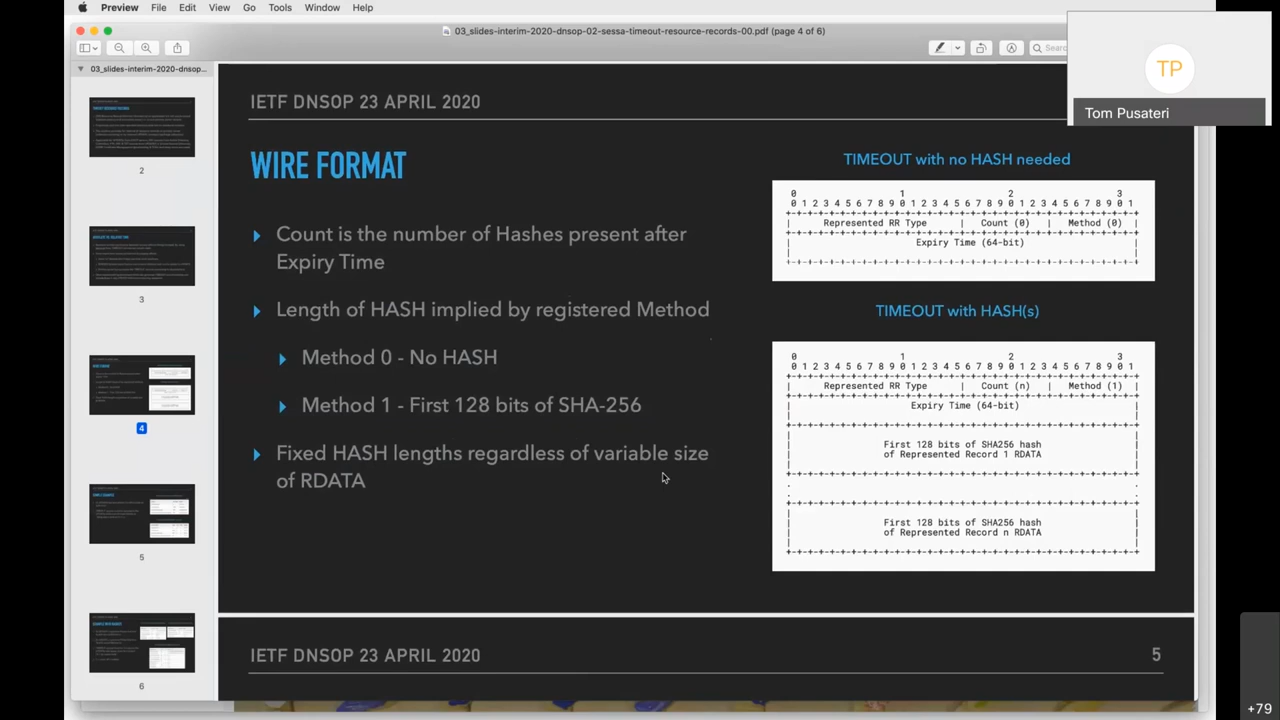 Preview File Edit View Go Tools Window Help
03_slides-interim-2020-dnsop-02-sessa-timeout-resource-records-00.pdf (page 4 of 6)
03_slides-interim-2020-dnsop...
2
3
4
5
6
IETF DNSOP 23 APRIL 2020
WIRE FORMAT
Count is the number of Hashes present after
Expiry Time
Length of HASH implied by registered Method
Method 0 - No HASH
Method 1 - First 128 bits of SHA-256
Fixed HASH lengths regardless of variable size
of RDATA
TIMEOUT with no HASH needed
0 1 2 3
0 1 2 3 4 5 6 7 8 9 0 1 2 3 4 5 6 7 8 9 0 1 2 3 4 5 6 7 8 9 0 1
+-+-+-+-+-+-+-+-+-+-+-+-+-+-+-+-+-+-+-+-+-+-+-+-+-+-+-+-+-+-+-+-+
| Represented RR Type | Count (0) | Method (0) |
+-+-+-+-+-+-+-+-+-+-+-+-+-+-+-+-+-+-+-+-+-+-+-+-+-+-+-+-+-+-+-+-+
| Expiry Time (64-bit) |
| |
+-+-+-+-+-+-+-+-+-+-+-+-+-+-+-+-+-+-+-+-+-+-+-+-+-+-+-+-+-+-+-+-+
TIMEOUT with HASH(s)
0 1 2 3
0 1 2 3 4 5 6 7 8 9 0 1 2 3 4 5 6 7 8 9 0 1 2 3 4 5 6 7 8 9 0 1
+-+-+-+-+-+-+-+-+-+-+-+-+-+-+-+-+-+-+-+-+-+-+-+-+-+-+-+-+-+-+-+-+
| Represented RR Type | Count (n) | Method (1) |
+-+-+-+-+-+-+-+-+-+-+-+-+-+-+-+-+-+-+-+-+-+-+-+-+-+-+-+-+-+-+-+-+
| Expiry Time (64-bit) |
| |
+-+-+-+-+-+-+-+-+-+-+-+-+-+-+-+-+-+-+-+-+-+-+-+-+-+-+-+-+-+-+-+-+
| |
| First 128 bits of SHA256 hash |
| of Represented Record 1 RDATA |
| |
+-+-+-+-+-+-+-+-+-+-+-+-+-+-+-+-+-+-+-+-+-+-+-+-+-+-+-+-+-+-+-+-+
. .
. .
+-+-+-+-+-+-+-+-+-+-+-+-+-+-+-+-+-+-+-+-+-+-+-+-+-+-+-+-+-+-+-+-+
| |
| First 128 bits of SHA256 hash |
| of Represented Record n RDATA |
| |
+-+-+-+-+-+-+-+-+-+-+-+-+-+-+-+-+-+-+-+-+-+-+-+-+-+-+-+-+-+-+-+-+
IETF DNSOP 23 APRIL 2020
5
TP
Tom Pusateri
+79